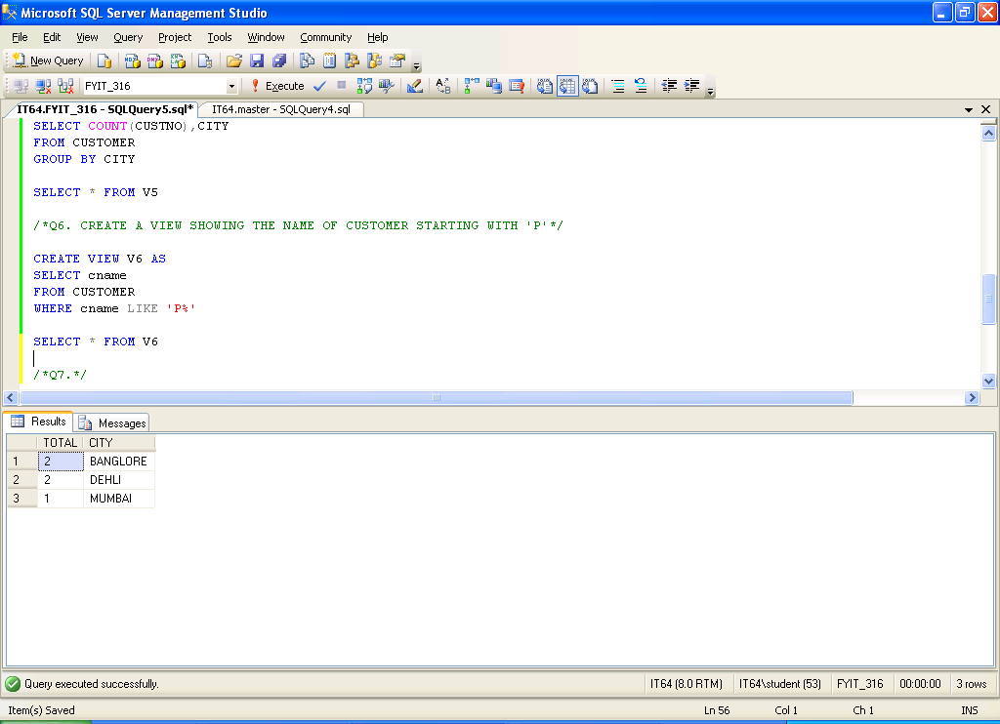 Microsoft SQL Server Management Studio
File Edit View Query Project Tools Window Community Help
New Query
FYIT_316 Execute
IT64.FYIT_316 - SQLQuery5.sql* IT64.master - SQLQuery4.sql
SELECT COUNT(CUSTNO),CITY
FROM CUSTOMER
GROUP BY CITY
SELECT * FROM V5
/*Q6. CREATE A VIEW SHOWING THE NAME OF CUSTOMER STARTING WITH 'P'*/
CREATE VIEW V6 AS
SELECT cname
FROM CUSTOMER
WHERE cname LIKE 'P%'
SELECT * FROM V6
/*Q7.*/
Results Messages
TOTAL CITY
1 2 BANGLORE
2 2 DEHLI
3 1 MUMBAI
Query executed successfully. IT64 (8.0 RTM) IT64\student (53) FYIT_316 00:00:00 3 rows
Item(s) Saved Ln 56 Col 1 Ch 1 INS